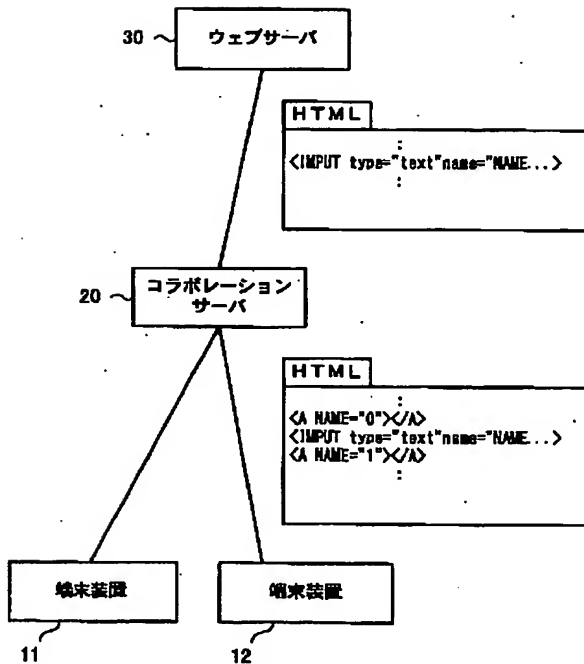 30
ウェブサーバ
HTML
:
<INPUT type="text"name="NAME...>
:
20
コラボレーション
サーバ
HTML
:
<A NAME="0"></A>
<INPUT type="text"name="NAME...>
<A NAME="1"></A>
:
端末装置
端末装置
11
12